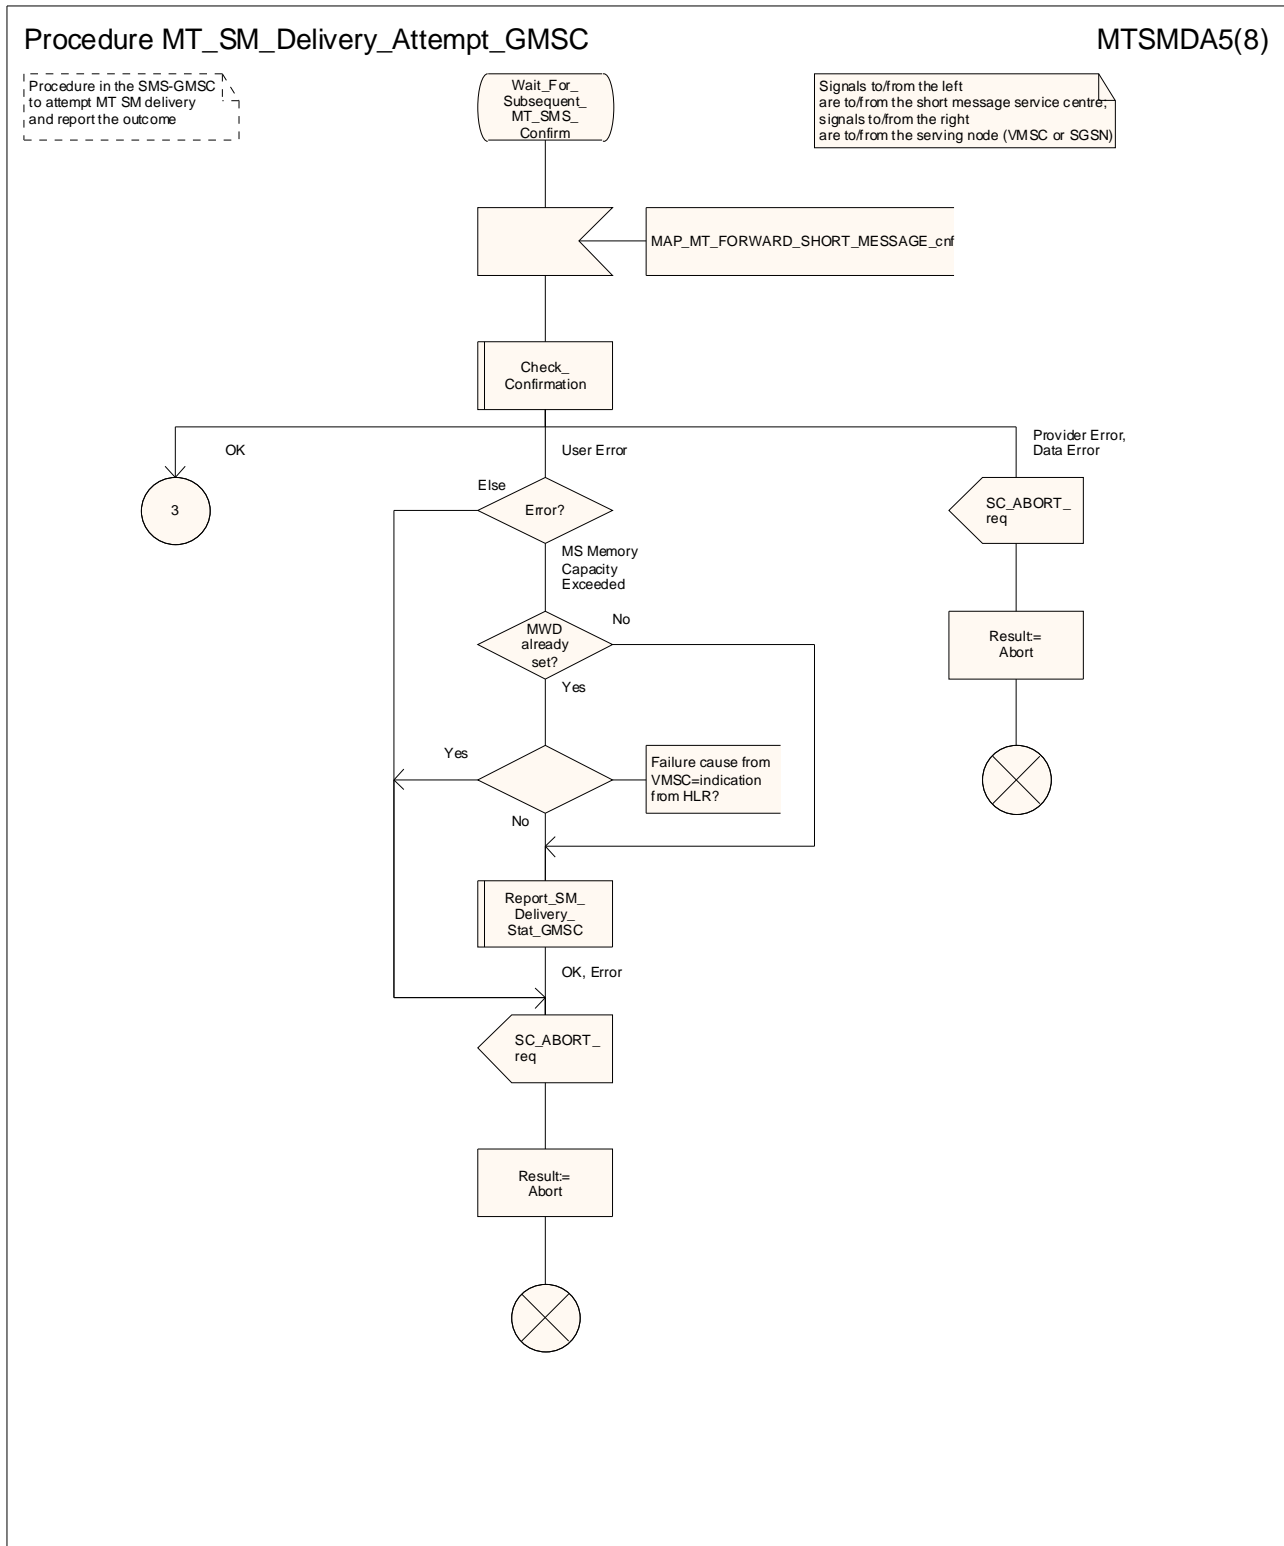 Procedure MT_SM_Delivery_Attempt_GMSC
MTSMDA5(8)
Procedure in the SMS-GMSC
to attempt MT SM delivery
and report the outcome
Wait_For_
Subsequent_
MT_SMS_
Confirm
Signals to/from the left
are to/from the short message service centre;
signals to/from the right
are to/from the serving node (VMSC or SGSN)
MAP_MT_FORWARD_SHORT_MESSAGE_cnf
Check_
Confirmation
OK
User Error
Provider Error,
Data Error
3
Else
Error?
SC_ABORT_
req
MS Memory
Capacity
Exceeded
MWD
already
set?
No
Result:=
Abort
Yes
Yes
Failure cause from
VMSC=indication
from HLR?
No
Report_SM_
Delivery_
Stat_GMSC
OK, Error
SC_ABORT_
req
Result:=
Abort